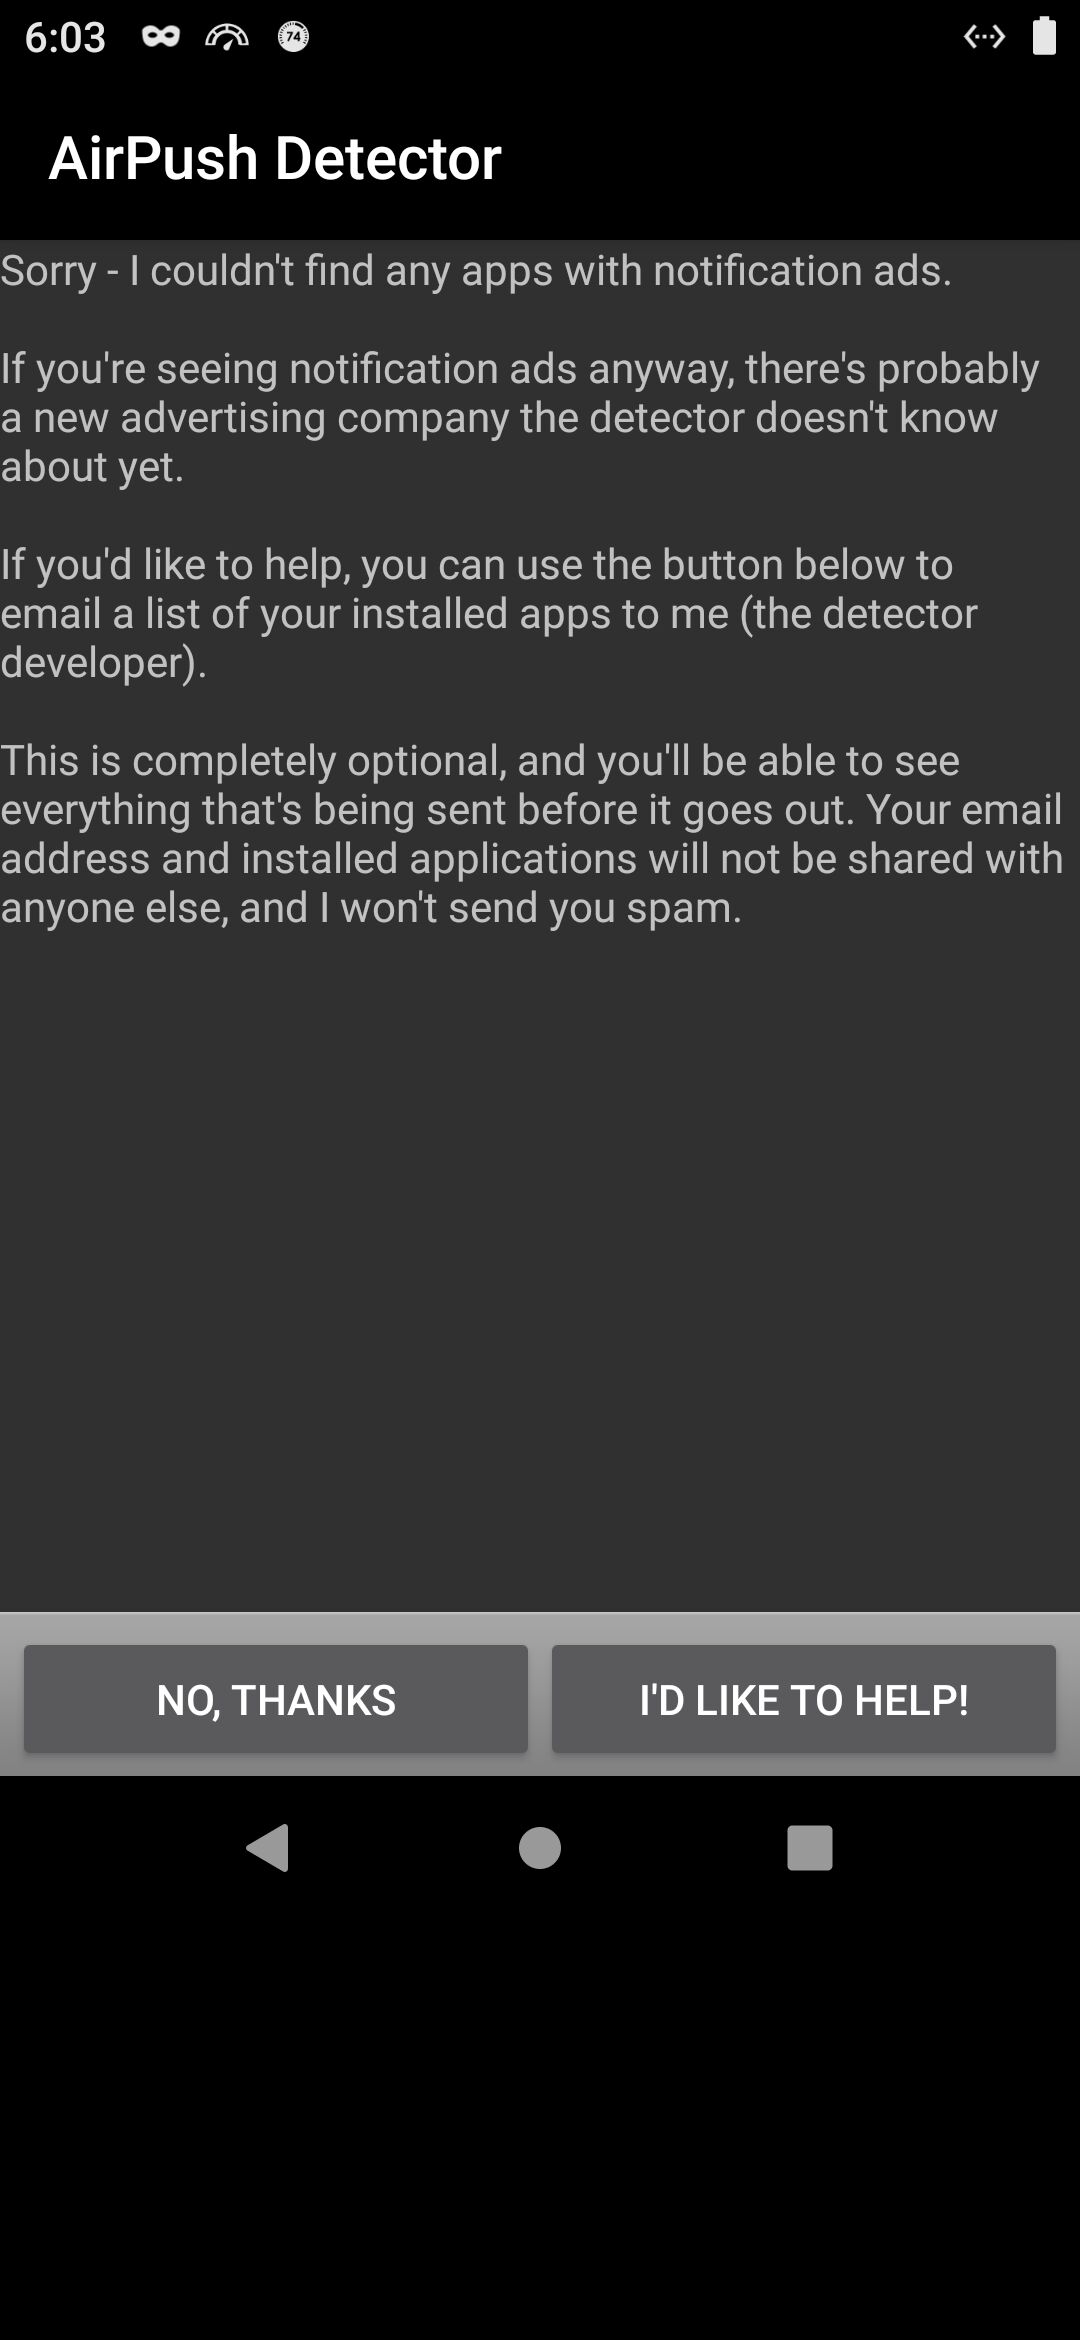 6:03 74
AirPush Detector
Sorry - I couldn't find any apps with notification ads.
If you're seeing notification ads anyway, there's probably
a new advertising company the detector doesn't know
about yet.
If you'd like to help, you can use the button below to
email a list of your installed apps to me (the detector
developer).
This is completely optional, and you'll be able to see
everything that's being sent before it goes out. Your email
address and installed applications will not be shared with
anyone else, and I won't send you spam.
NO, THANKS I'D LIKE TO HELP!